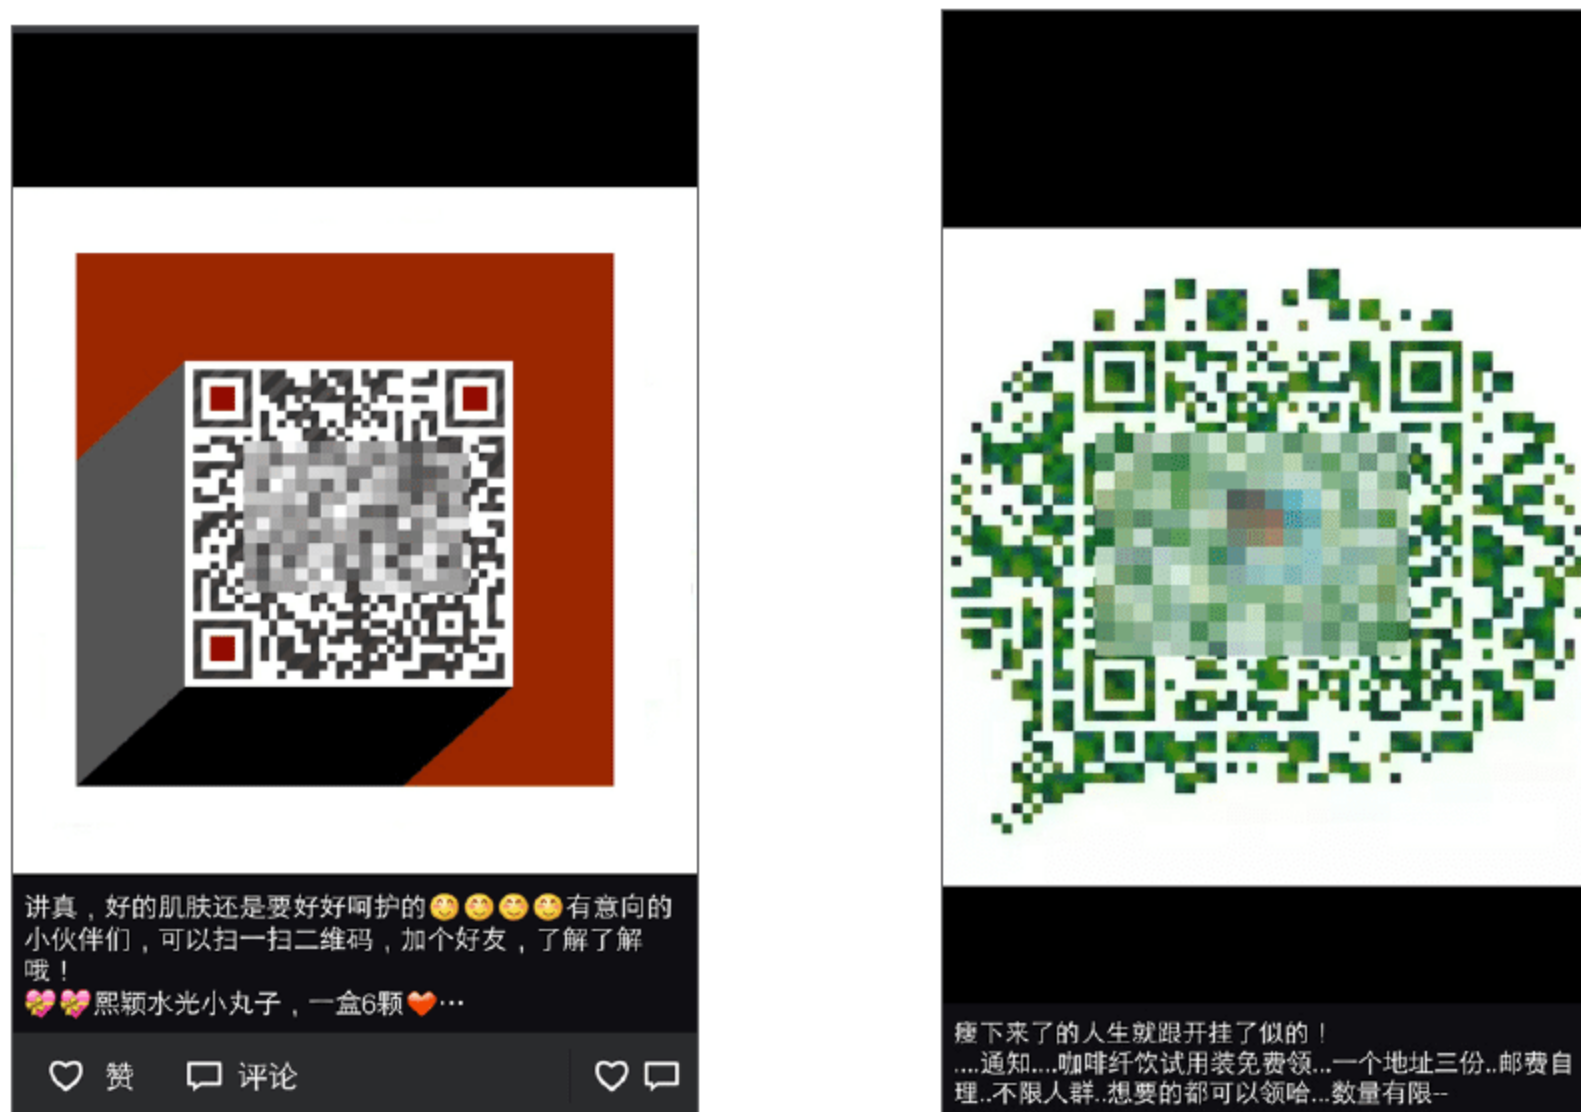 讲真，好的肌肤还是要好好呵护的😊😊😊😊有意向的
小伙伴们，可以扫一扫二维码，加个好友，了解了解
哦！
💝💝熙颖水光小丸子，一盒6颗❤️…
赞 评论
瘦下来了的人生就跟开挂了似的！
....通知....咖啡纤饮试用装免费领...一个地址三份..邮费自
理..不限人群..想要的都可以领哈...数量有限--